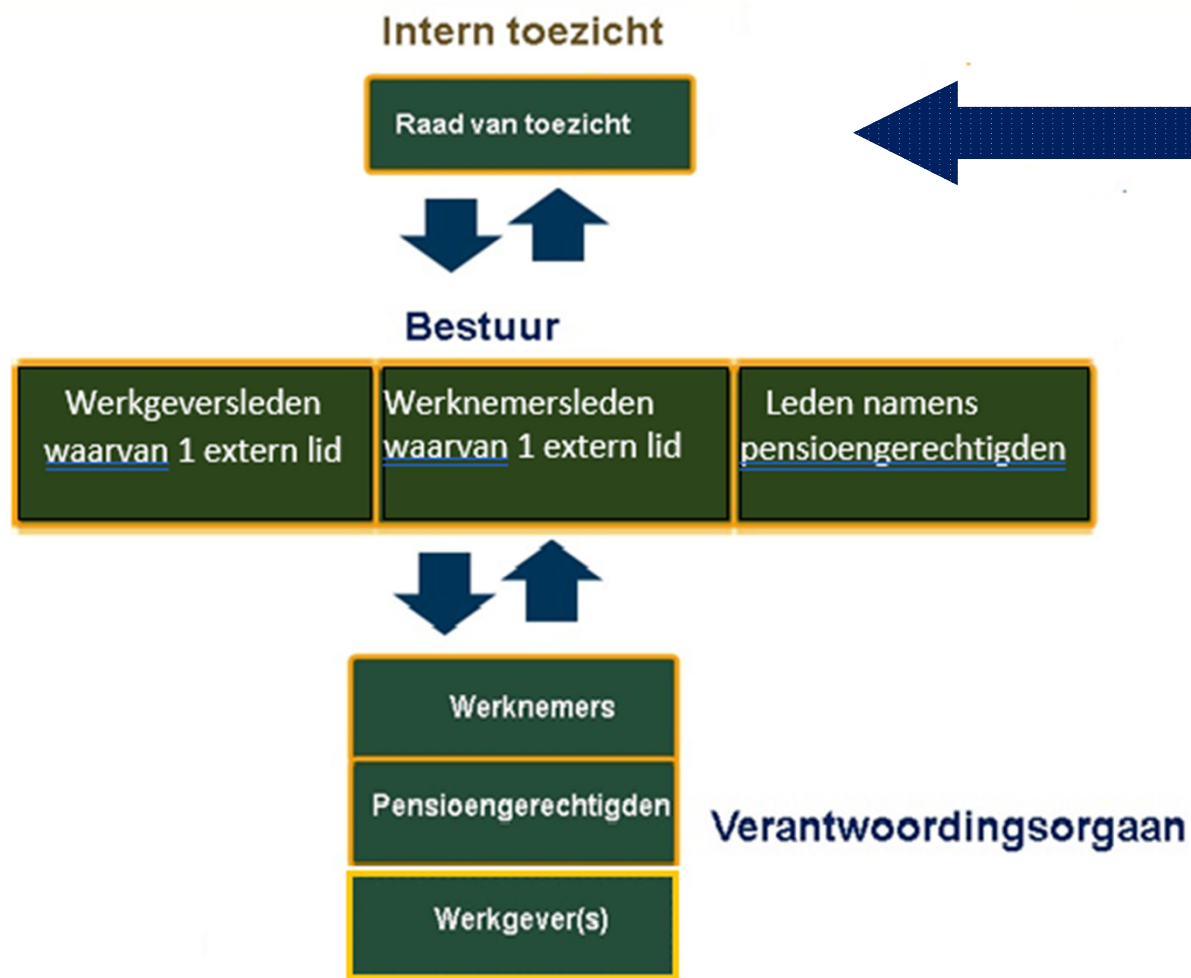 Intern toezicht
Raad van toezicht
Bestuur
Werkgeversleden
waarvan 1 extern lid
Werknemersleden
waarvan 1 extern lid
Leden namens
pensioengerechtigden
Werknemers
Pensioengerechtigden
Verantwoordingsorgaan
Werkgever(s)